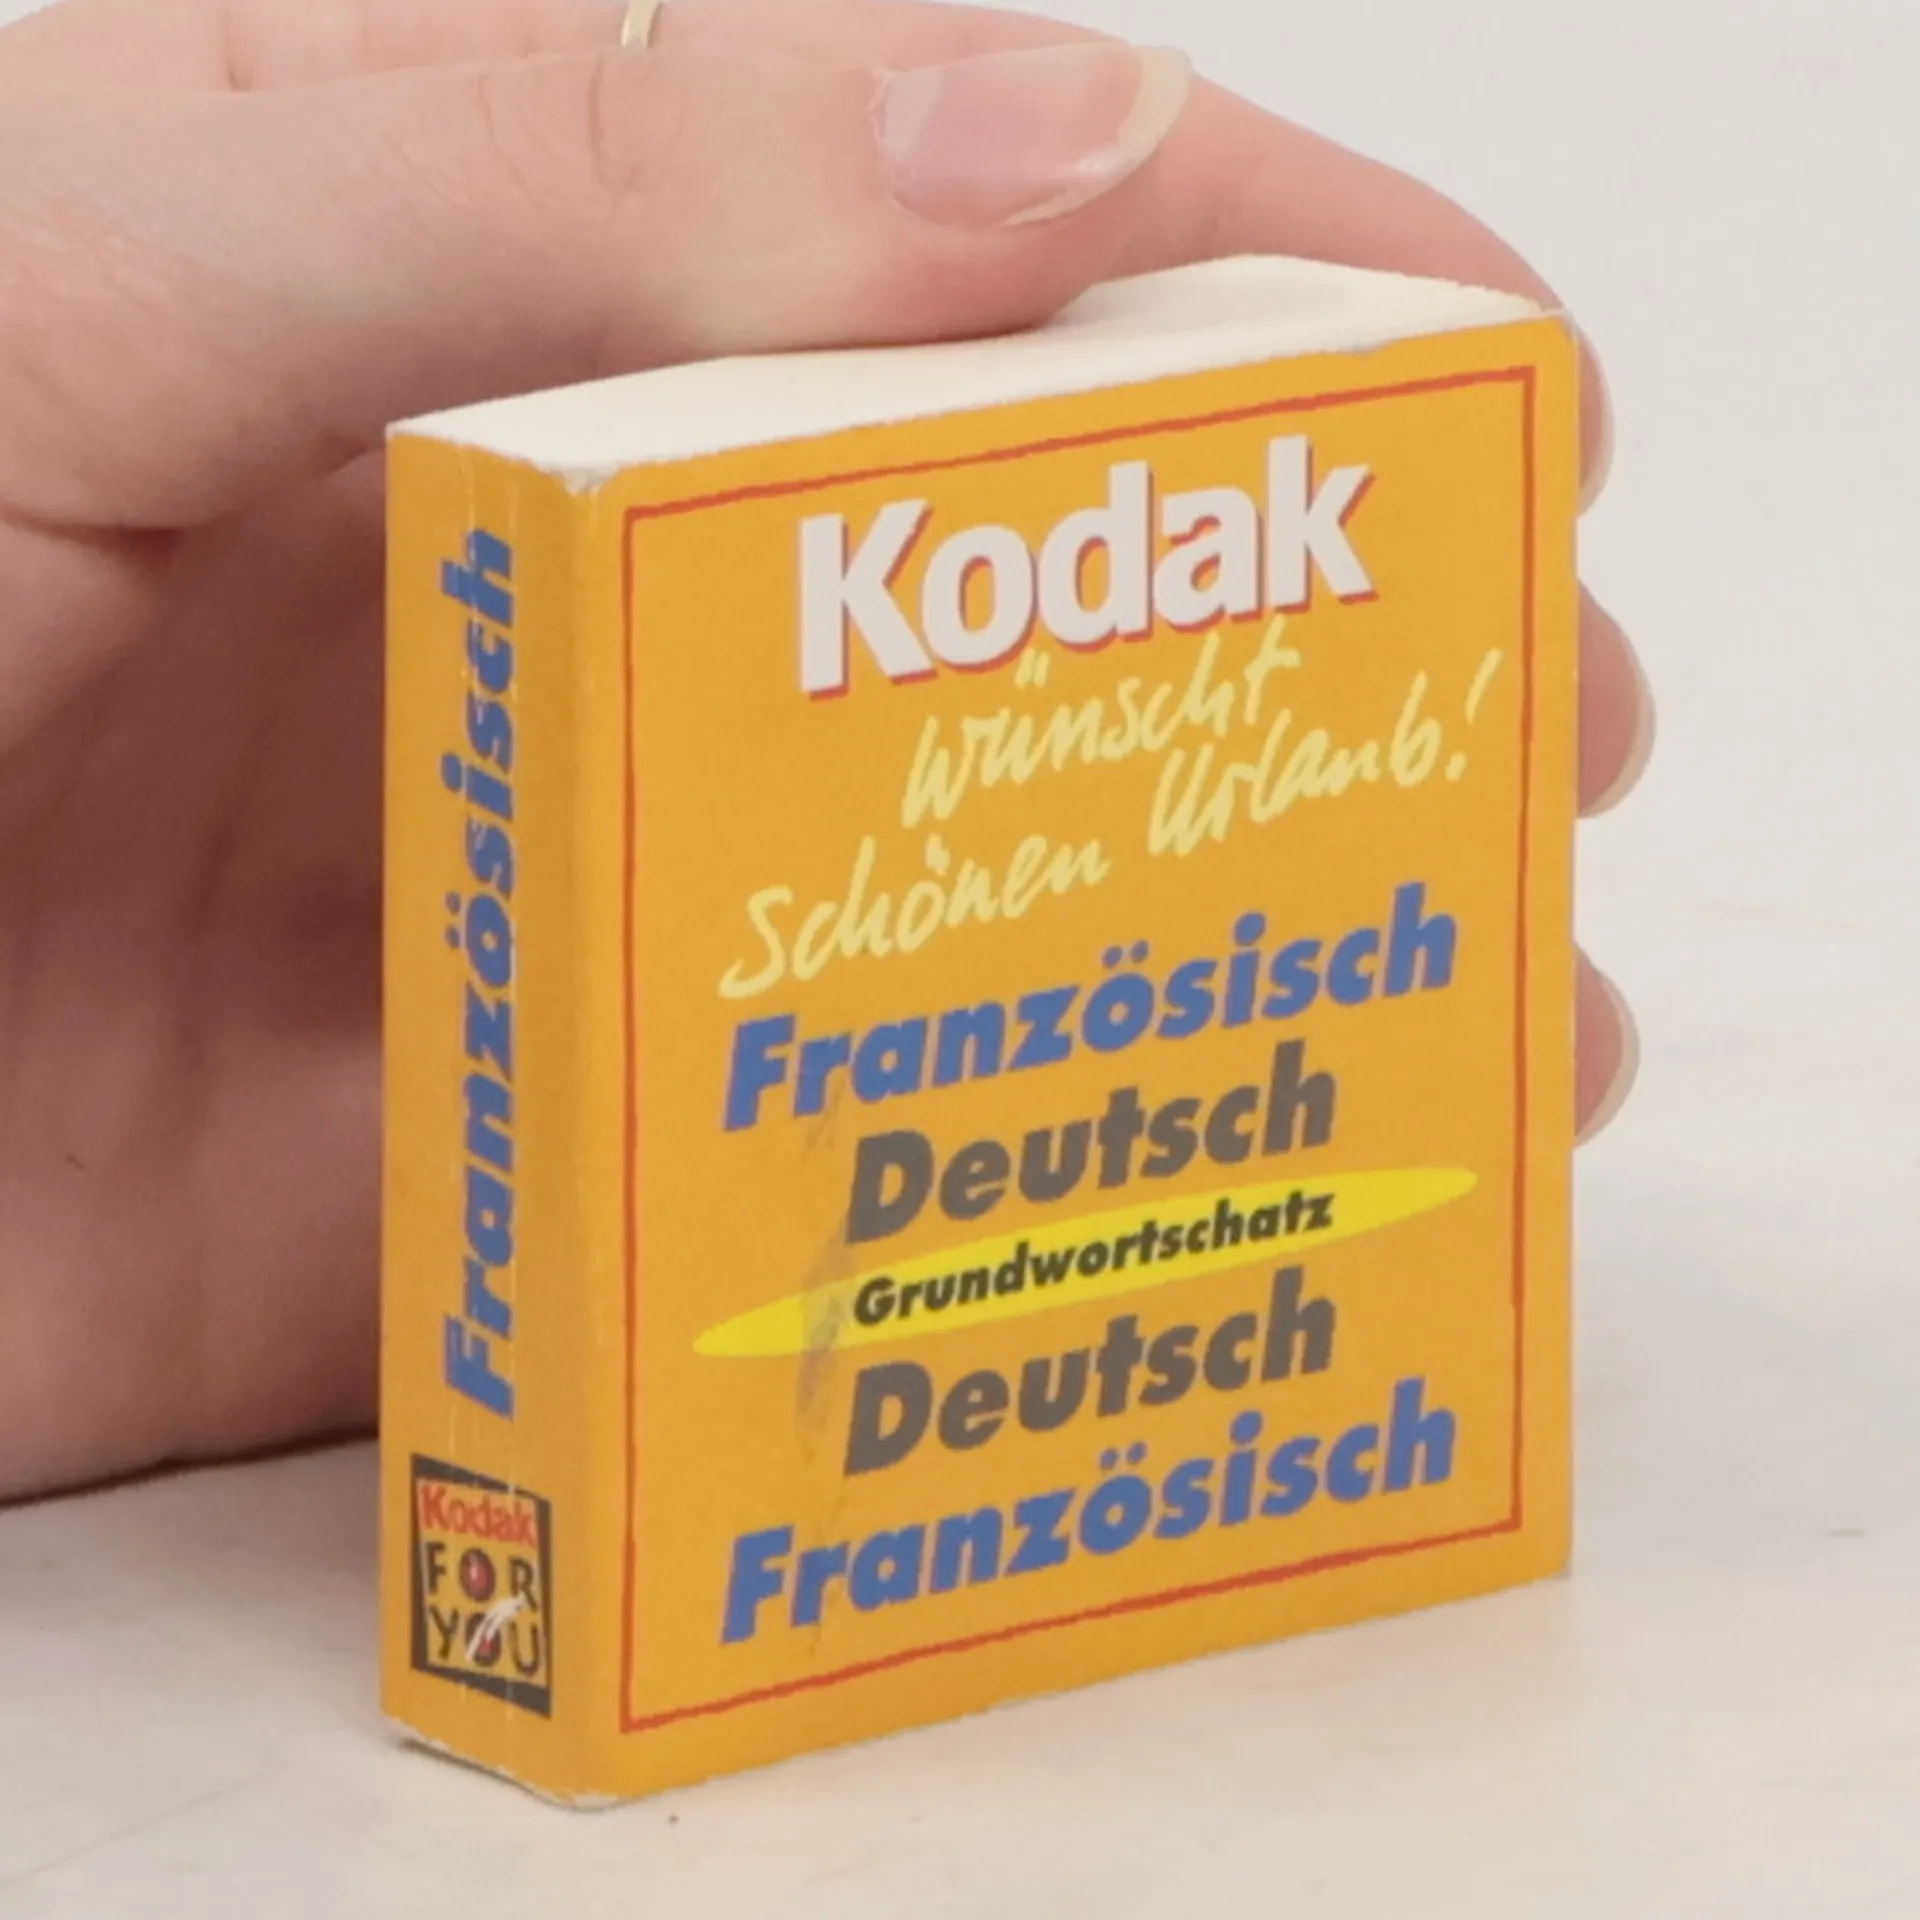 Französisch
Kodak
FOR
YOU
Kodak
wünscht
Schönen Urlaub!
Französisch
Deutsch
Grundwortschatz
Deutsch
Französisch